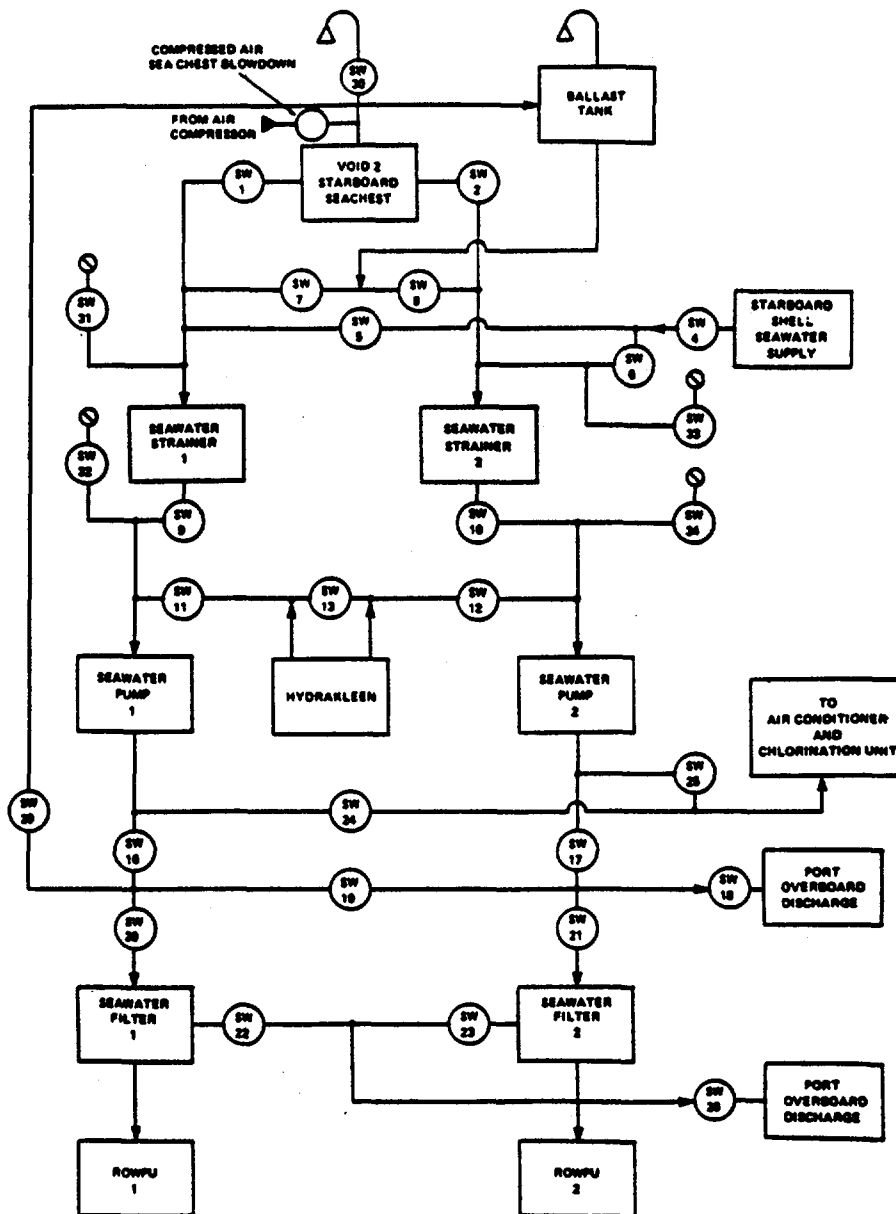 COMPRESSED AIR
SEA CHEST BLOWDOWN
SW
30
FROM AIR
COMPRESSOR
BALLAST
TANK
SW
1
VOID 2
STARBOARD
SEACHEST
SW
2
SW
31
SW
7
SW
8
SW
5
SW
4
STARBOARD
SHELL
SEAWATER
SUPPLY
SW
6
SW
33
SW
32
SEAWATER
STRAINER
1
SEAWATER
STRAINER
2
SW
9
SW
10
SW
34
SW
11
SW
13
SW
12
SEAWATER
PUMP
1
HYDRAKLEEN
SEAWATER
PUMP
2
TO
AIR CONDITIONER
AND
CHLORINATION UNIT
SW
25
SW
SW
24
SW
16
SW
17
SW
19
SW
18
PORT
OVERBOARD
DISCHARGE
SW
20
SW
21
SEAWATER
FILTER
1
SW
22
SW
23
SEAWATER
FILTER
2
SW
PORT
OVERBOARD
DISCHARGE
ROWPU
1
ROWPU
2